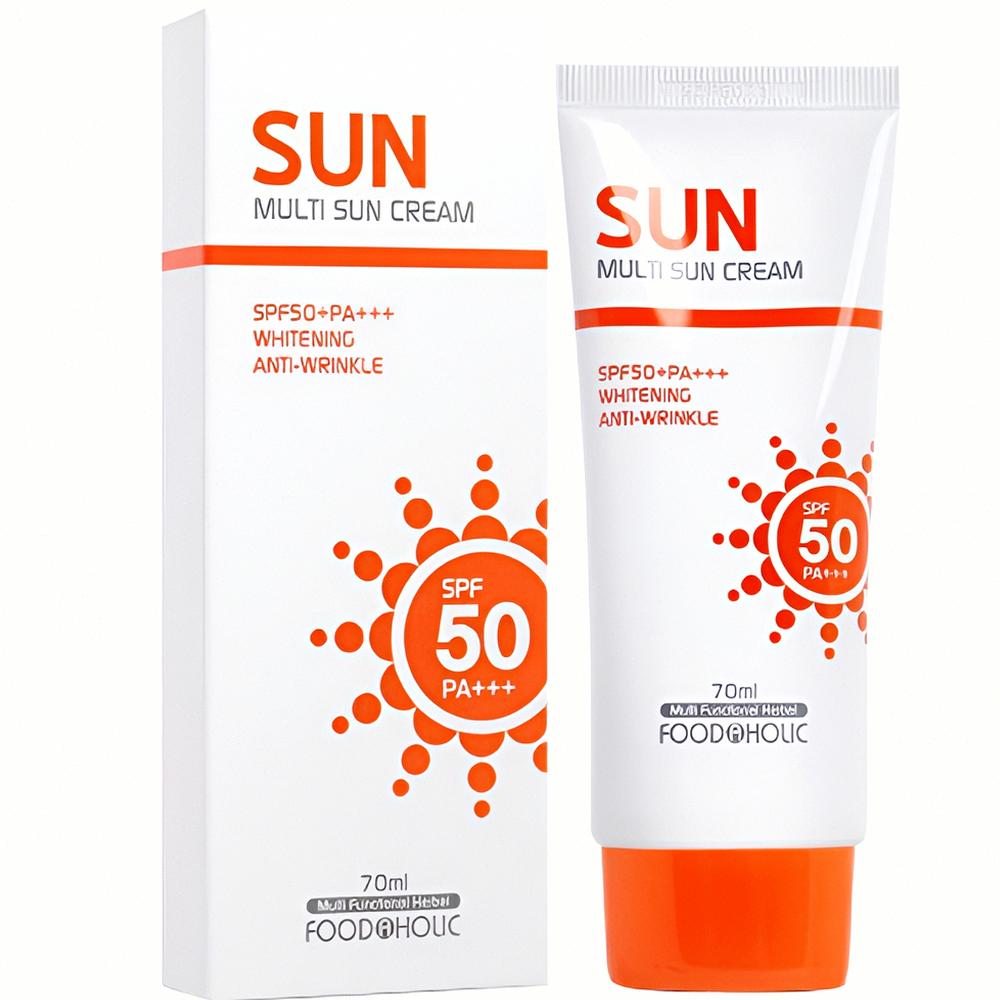 SUN
MULTI SUN CREAM
SPF50+PA+++
WHITENING
ANTI-WRINKLE
SPF
50
PA+++
70ml
Multi Functional Herbal
FOODAHOLIC
SUN
MULTI SUN CREAM
SPF50+PA+++
WHITENING
ANTI-WRINKLE
SPF
50
PA+++
70ml
Multi Functional Herbal
FOODAHOLIC